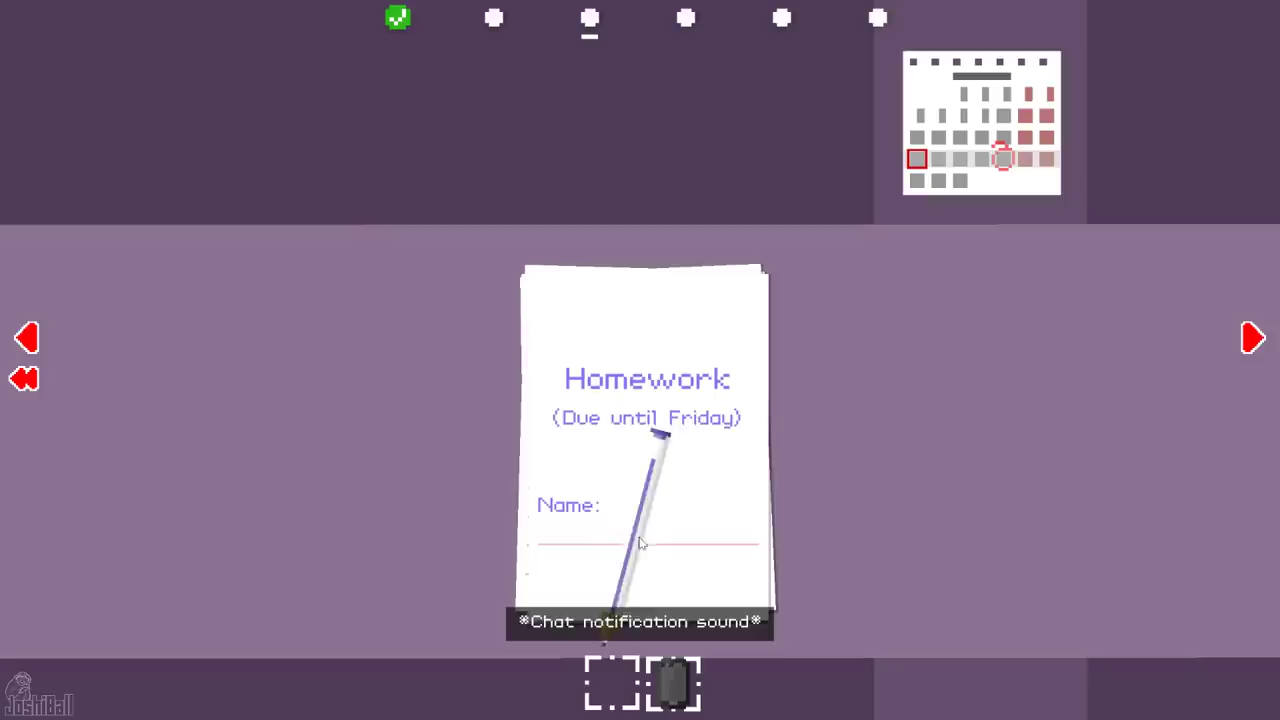 Homework
(Due until Friday)
Name:
*Chat notification sound*
JoshiBall